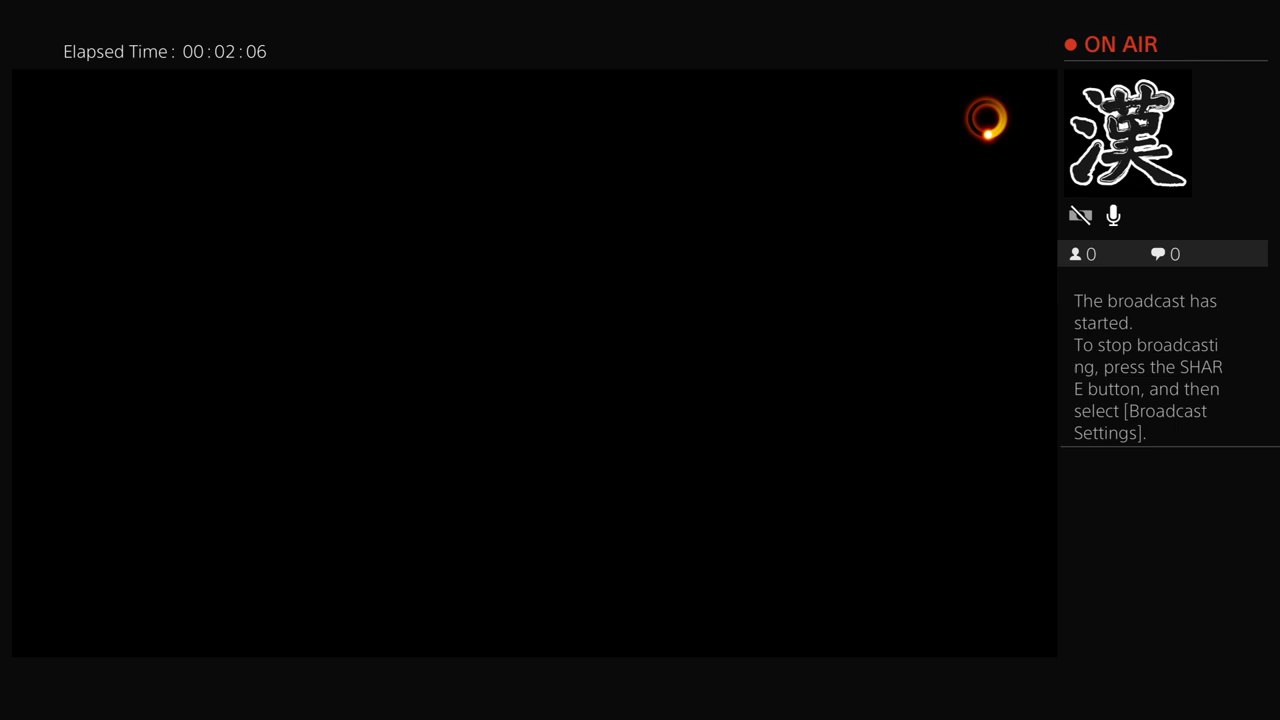 Elapsed Time : 00:02:06
ON AIR
漢
0 0
The broadcast has
started.
To stop broadcasti
ng, press the SHAR
E button, and then
select [Broadcast
Settings].